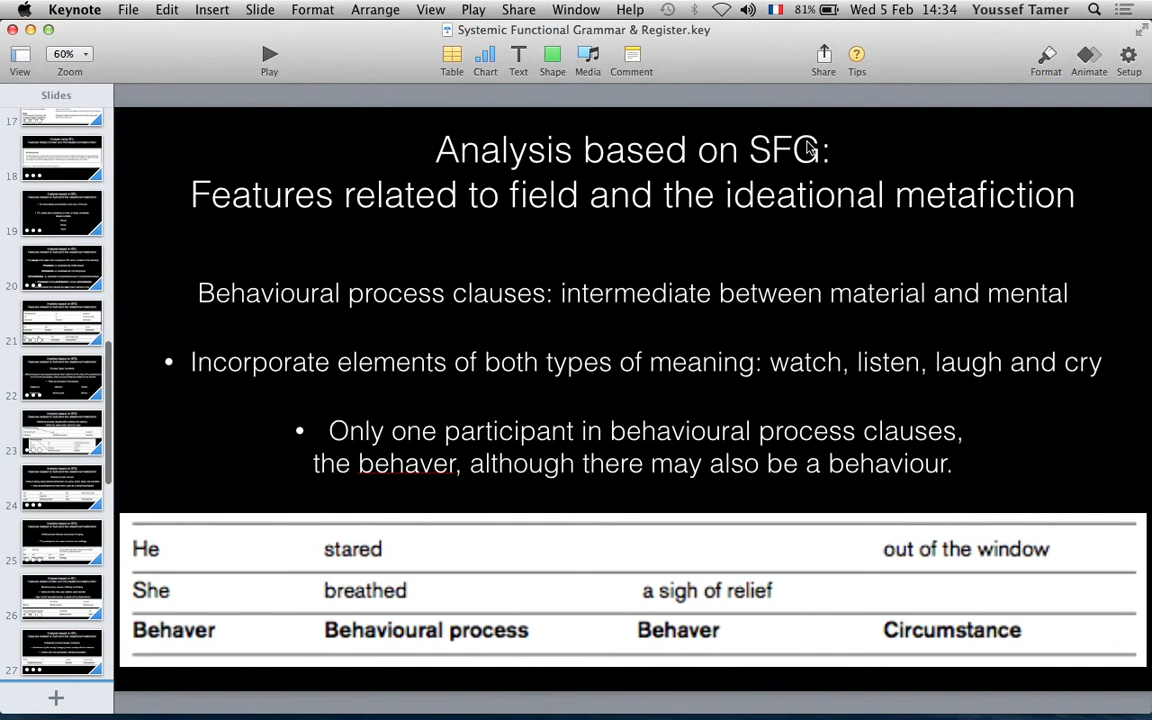 Keynote File Edit Insert Slide Format Arrange View Play Share Window Help 81% Wed 5 Feb 14:34 Youssef Tamer
Systemic Functional Grammar & Register.key
60%
View Zoom Play Table Chart Text Shape Media Comment Share Tips Format Animate Setup
Slides
17
18
19
20
21
22
23
24
25
26
27
Analysis based on SFG:
Features related to field and the ideational metafiction
Behavioural process clauses: intermediate between material and mental
• Incorporate elements of both types of meaning: watch, listen, laugh and cry
• Only one participant in behavioural process clauses,
the behaver, although there may also be a behaviour.
He stared out of the window
She breathed a sigh of relief
Behaver Behavioural process Behaver Circumstance